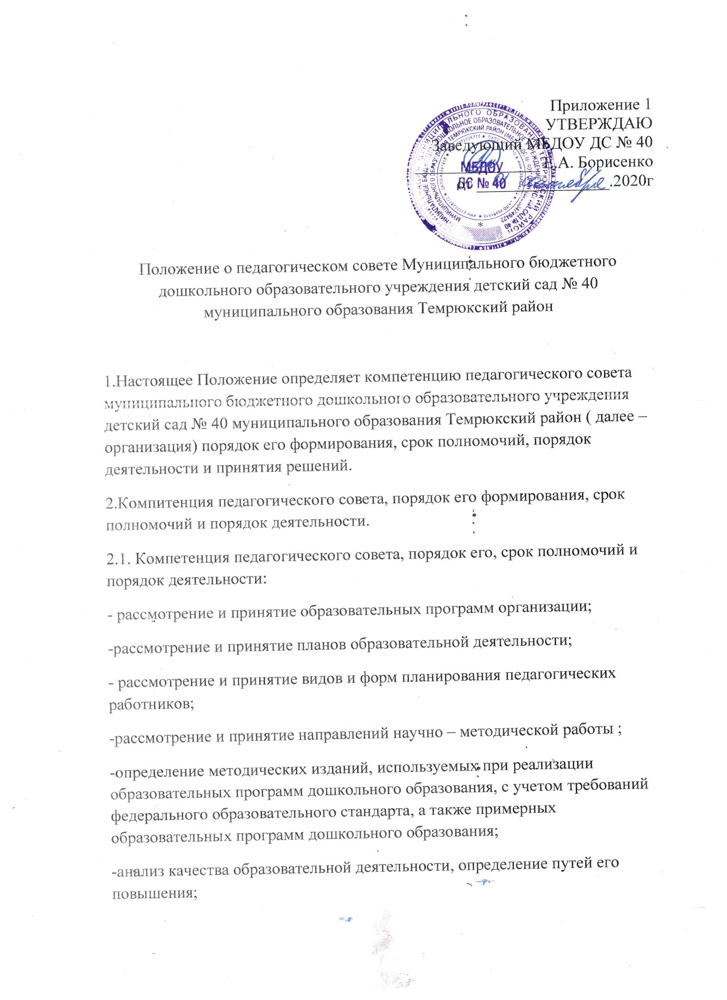 Приложение 1
УТВЕРЖДАЮ
Заведующий МБДОУ ДС № 40
Е.А. Борисенко
от сентября .2020г
МБДОУ
ДС № 40
Положение о педагогическом совете Муниципального бюджетного
дошкольного образовательного учреждения детский сад № 40
муниципального образования Темрюкский район
1.Настоящее Положение определяет компетенцию педагогического совета
муниципального бюджетного дошкольного образовательного учреждения
детский сад № 40 муниципального образования Темрюкский район ( далее –
организация) порядок его формирования, срок полномочий, порядок
деятельности и принятия решений.
2.Компитенция педагогического совета, порядок его формирования, срок
полномочий и порядок деятельности.
2.1. Компетенция педагогического совета, порядок его, срок полномочий и
порядок деятельности:
- рассмотрение и принятие образовательных программ организации;
-рассмотрение и принятие планов образовательной деятельности;
- рассмотрение и принятие видов и форм планирования педагогических
работников;
-рассмотрение и принятие направлений научно – методической работы ;
-определение методических изданий, используемых при реализации
образовательных программ дошкольного образования, с учетом требований
федерального образовательного стандарта, а также примерных
образовательных программ дошкольного образования;
-анализ качества образовательной деятельности, определение путей его
повышения;